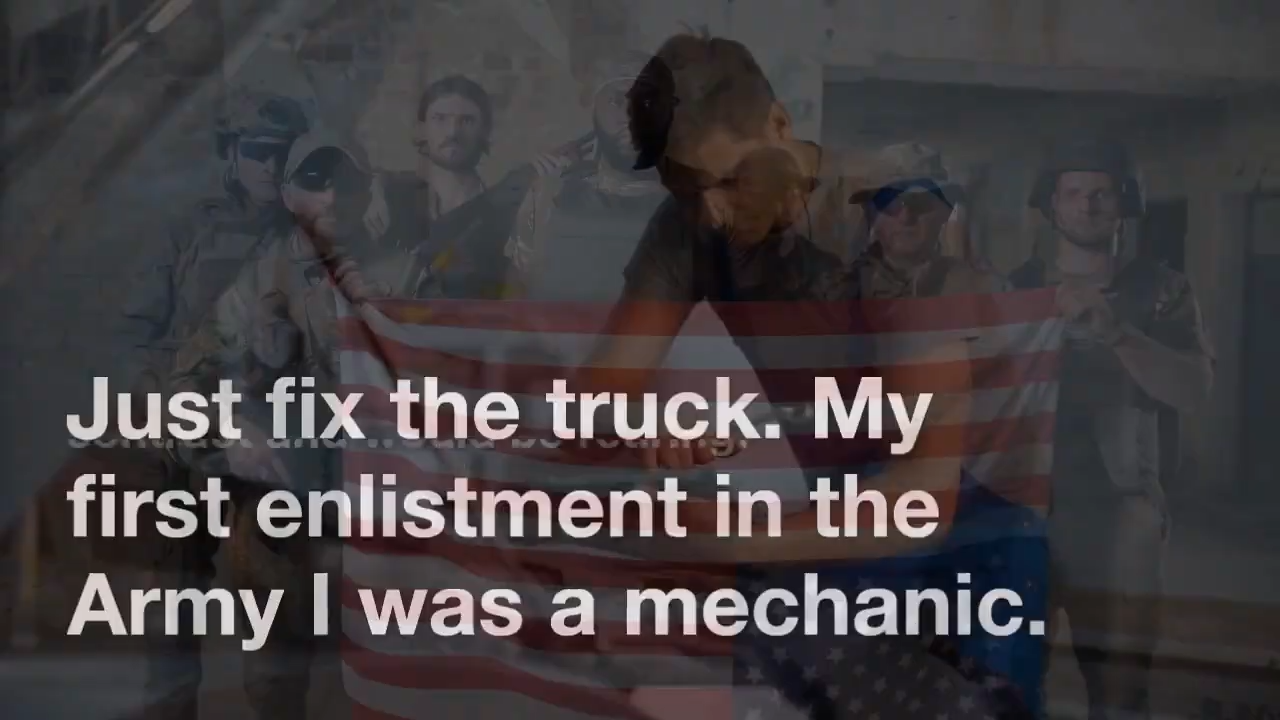 Just fix the truck. My
first enlistment in the
Army I was a mechanic.